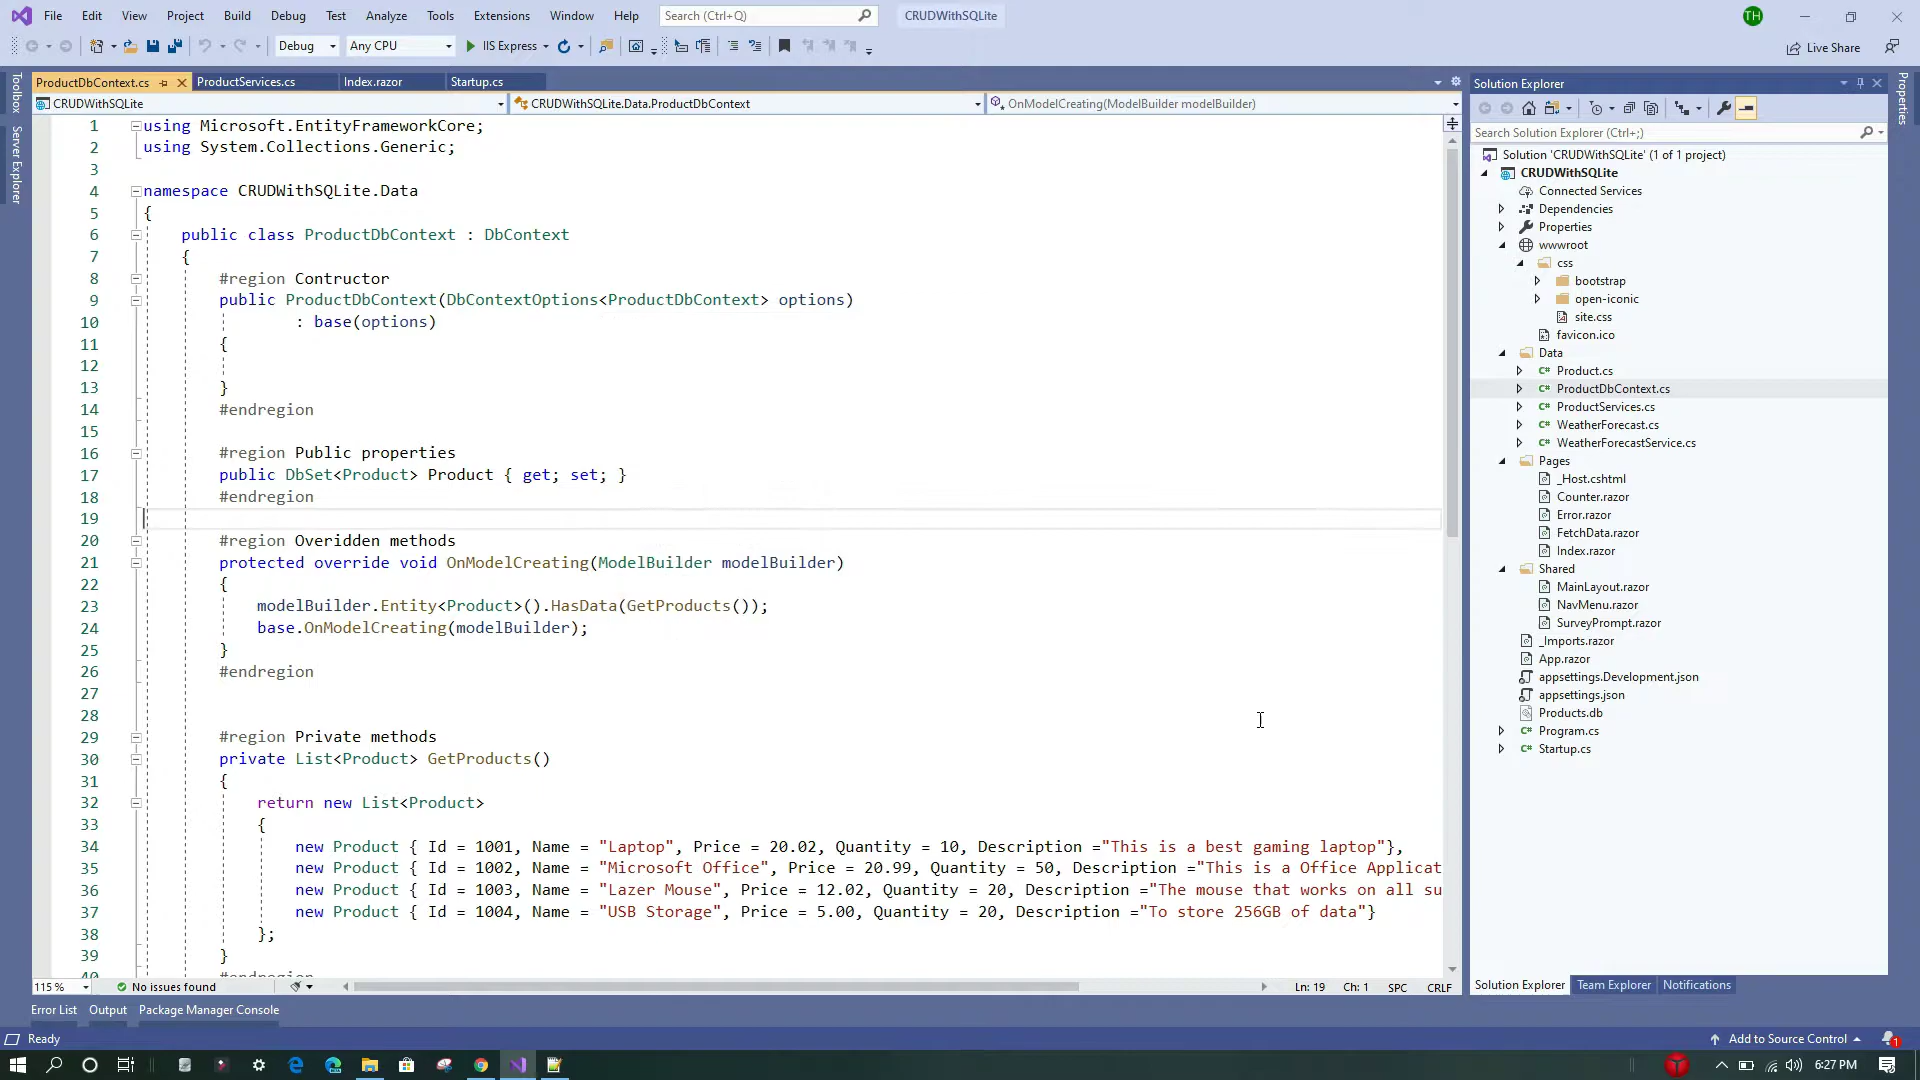 File Edit View Project Build Debug Test Analyze Tools Extensions Window Help Search (Ctrl+Q) CRUDWithSQLite TH
Debug Any CPU IIS Express Live Share
Toolbox
Server Explorer
ProductDbContext.cs ProductServices.cs Index.razor Startup.cs
CRUDWithSQLite CRUDWithSQLite.Data.ProductDbContext OnModelCreating(ModelBuilder modelBuilder)
1 using Microsoft.EntityFrameworkCore;
2 using System.Collections.Generic;
3
4 namespace CRUDWithSQLite.Data
5 {
6 public class ProductDbContext : DbContext
7 {
8 #region Contructor
9 public ProductDbContext(DbContextOptions<ProductDbContext> options)
10 : base(options)
11 {
12
13 }
14 #endregion
15
16 #region Public properties
17 public DbSet<Product> Product { get; set; }
18 #endregion
19
20 #region Overidden methods
21 protected override void OnModelCreating(ModelBuilder modelBuilder)
22 {
23 modelBuilder.Entity<Product>().HasData(GetProducts());
24 base.OnModelCreating(modelBuilder);
25 }
26 #endregion
27
28
29 #region Private methods
30 private List<Product> GetProducts()
31 {
32 return new List<Product>
33 {
34 new Product { Id = 1001, Name = "Laptop", Price = 20.02, Quantity = 10, Description ="This is a best gaming laptop"},
35 new Product { Id = 1002, Name = "Microsoft Office", Price = 20.99, Quantity = 50, Description ="This is a Office Applicat
36 new Product { Id = 1003, Name = "Lazer Mouse", Price = 12.02, Quantity = 20, Description ="The mouse that works on all su
37 new Product { Id = 1004, Name = "USB Storage", Price = 5.00, Quantity = 20, Description ="To store 256GB of data"}
38 };
39 }
40 #endregion
115 % No issues found Ln: 19 Ch: 1 SPC CRLF
Error List Output Package Manager Console
Solution Explorer
Search Solution Explorer (Ctrl+;)
Solution 'CRUDWithSQLite' (1 of 1 project)
CRUDWithSQLite
Connected Services
Dependencies
Properties
wwwroot
css
bootstrap
open-iconic
site.css
favicon.ico
Data
C# Product.cs
C# ProductDbContext.cs
C# ProductServices.cs
C# WeatherForecast.cs
C# WeatherForecastService.cs
Pages
_Host.cshtml
Counter.razor
Error.razor
FetchData.razor
Index.razor
Shared
MainLayout.razor
NavMenu.razor
SurveyPrompt.razor
_Imports.razor
App.razor
appsettings.Development.json
appsettings.json
Products.db
C# Program.cs
C# Startup.cs
Solution Explorer Team Explorer Notifications
Properties
Ready Add to Source Control 1
6:27 PM